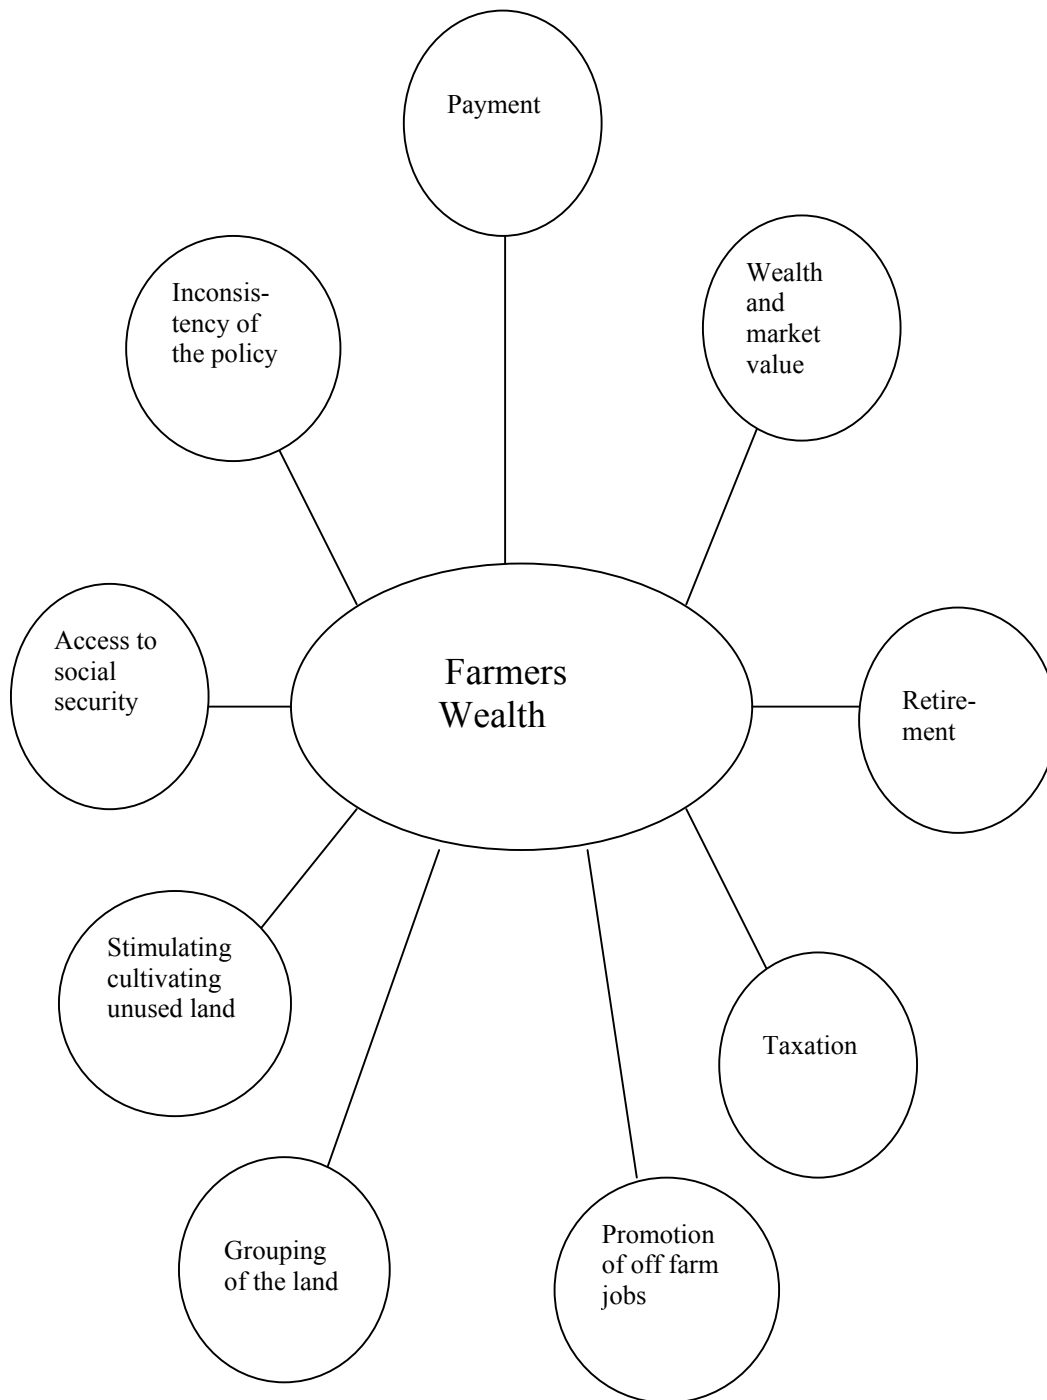 Payment
Wealth
and
market
value
Inconsis-
tency of
the policy
Access to
social
security
Farmers
Wealth
Retire-
ment
Stimulating
cultivating
unused land
Taxation
Grouping
of the land
Promotion
of off farm
jobs